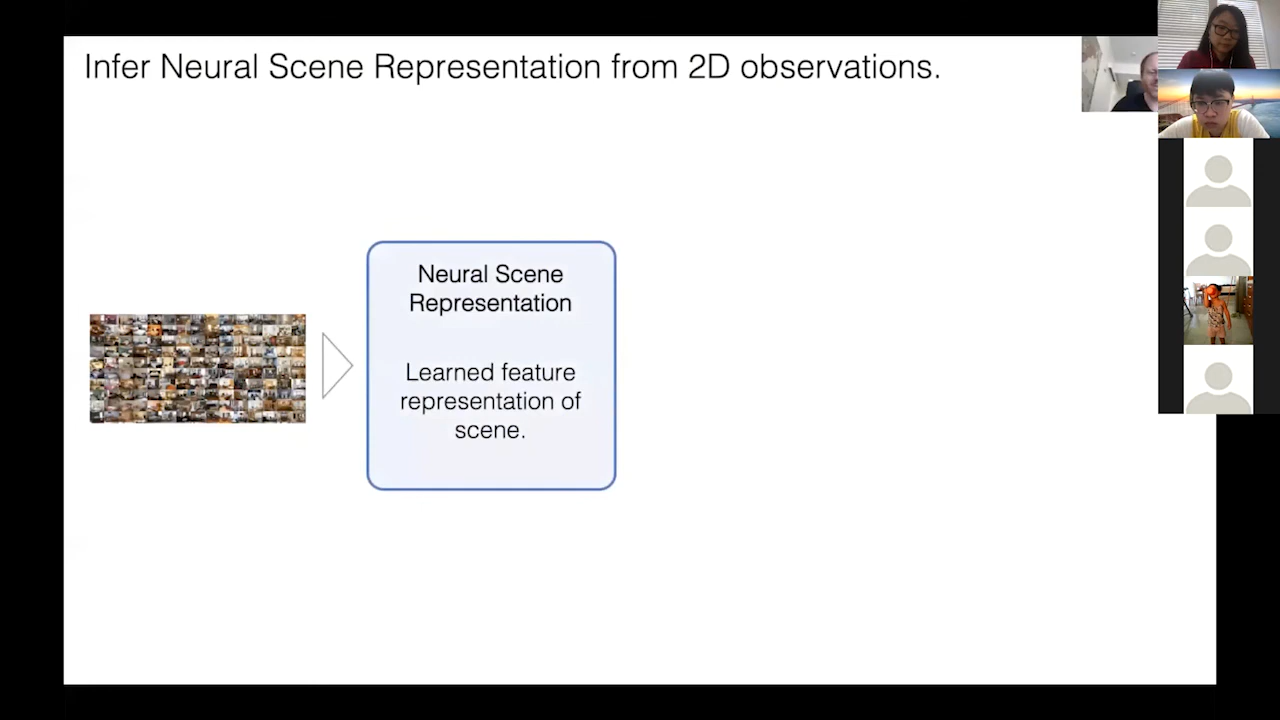 Infer Neural Scene Representation from 2D observations.
Neural Scene
Representation
Learned feature
representation of
scene.